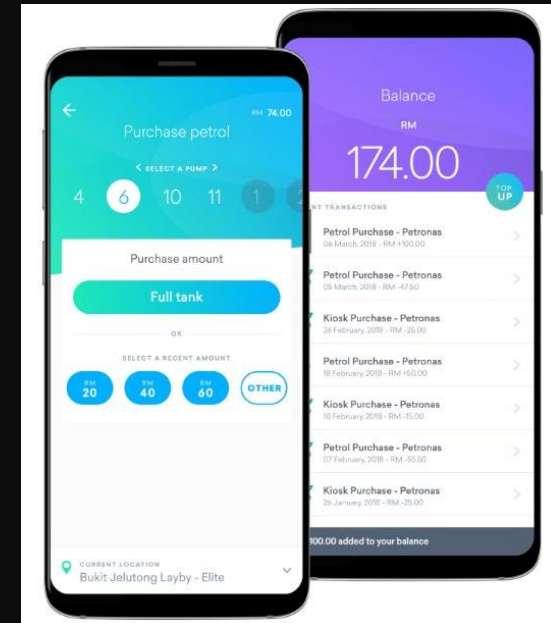 RM 74.00
Purchase petrol
< SELECT A PUMP >
4 6 10 11 1 2
Purchase amount
Full tank
OR
SELECT A RECENT AMOUNT
RM 20
RM 40
RM 60
OTHER
CURRENT LOCATION
Bukit Jelutong Layby - Elite
Balance
RM
174.00
TOP UP
NT TRANSACTIONS
Petrol Purchase - Petronas
06 March, 2018 - RM +100.00
Petrol Purchase - Petronas
05 March, 2018 - RM -47.50
Kiosk Purchase - Petronas
26 February, 2018 - RM -25.00
Petrol Purchase - Petronas
18 February, 2018 - RM +50.00
Kiosk Purchase - Petronas
18 February, 2018 - RM -15.00
Petrol Purchase - Petronas
07 February, 2018 - RM -55.50
Kiosk Purchase - Petronas
26 January, 2018 - RM -25.00
100.00 added to your balance